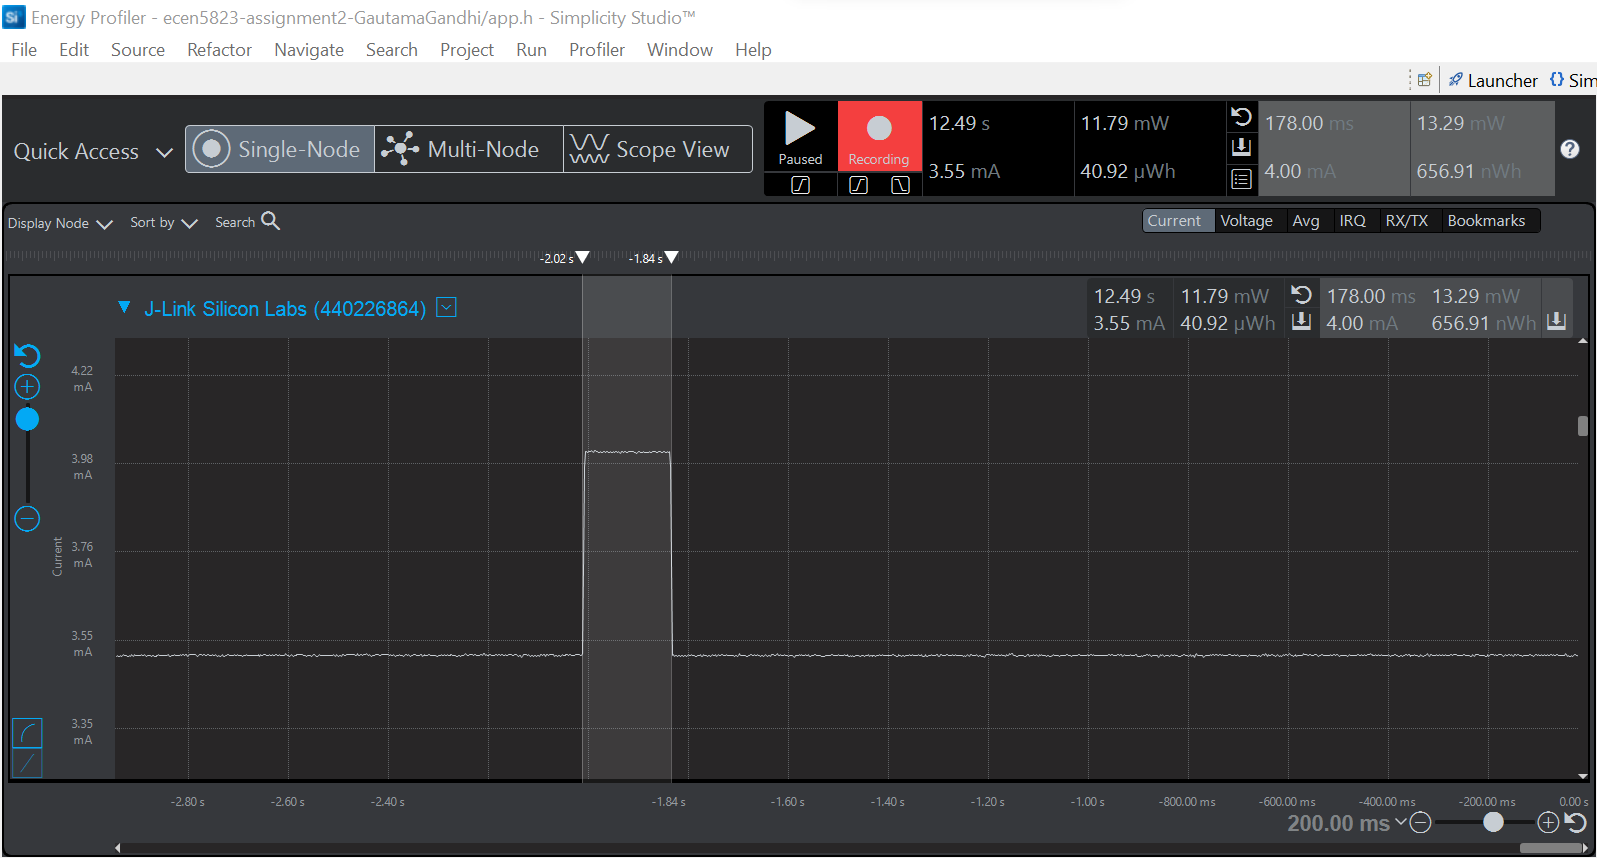 Si Energy Profiler - ecen5823-assignment2-GautamaGandhi/app.h - Simplicity Studio™
File Edit Source Refactor Navigate Search Project Run Profiler Window Help
Launcher {} Sim
Quick Access Single-Node Multi-Node Scope View
Paused Recording
12.49 s 11.79 mW 178.00 ms 13.29 mW
3.55 mA 40.92 µWh 4.00 mA 656.91 nWh
?
Display Node Sort by Search
Current Voltage Avg IRQ RX/TX Bookmarks
-2.02 s -1.84 s
J-Link Silicon Labs (440226864)
12.49 s 11.79 mW 178.00 ms 13.29 mW
3.55 mA 40.92 µWh 4.00 mA 656.91 nWh
4.22
mA
3.98
mA
Current
3.76
mA
3.55
mA
3.35
mA
-2.80 s -2.60 s -2.40 s -1.84 s -1.60 s -1.40 s -1.20 s -1.00 s -800.00 ms -600.00 ms -400.00 ms -200.00 ms 0.00 s
200.00 ms